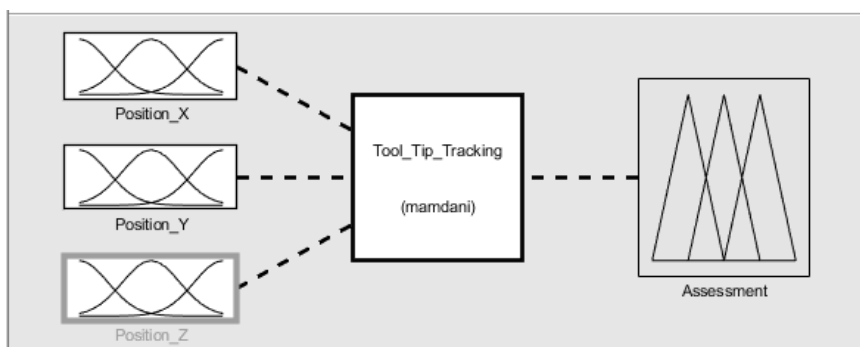 Position_X
Position_Y
Position_Z
Tool_Tip_Tracking
(mamdani)
Assessment